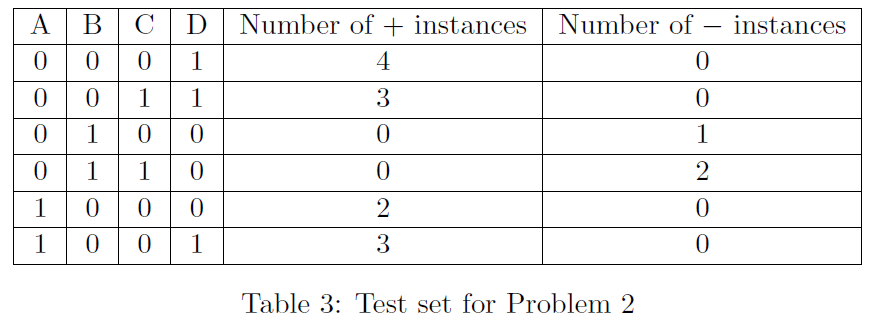 A B C D Number of + instances Number of − instances
0 0 0 1 4 0
0 0 1 1 3 0
0 1 0 0 0 1
0 1 1 0 0 2
1 0 0 0 2 0
1 0 0 1 3 0
Table 3: Test set for Problem 2